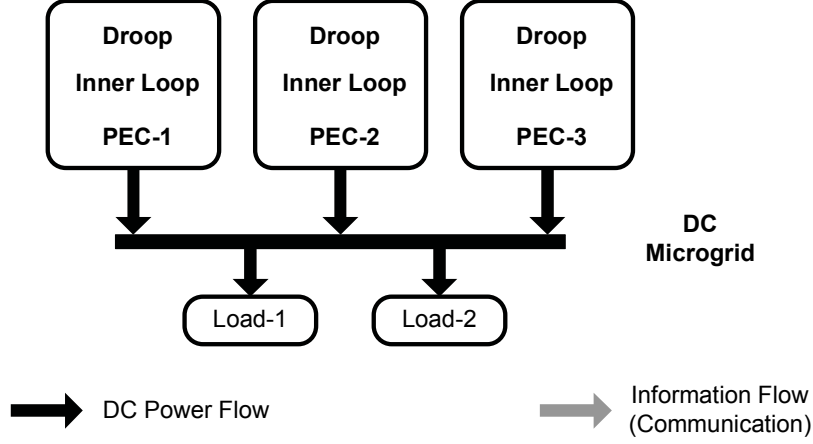 Droop
Inner Loop
PEC-1
Droop
Inner Loop
PEC-2
Droop
Inner Loop
PEC-3
DC
Microgrid
Load-1
Load-2
DC Power Flow
Information Flow
(Communication)